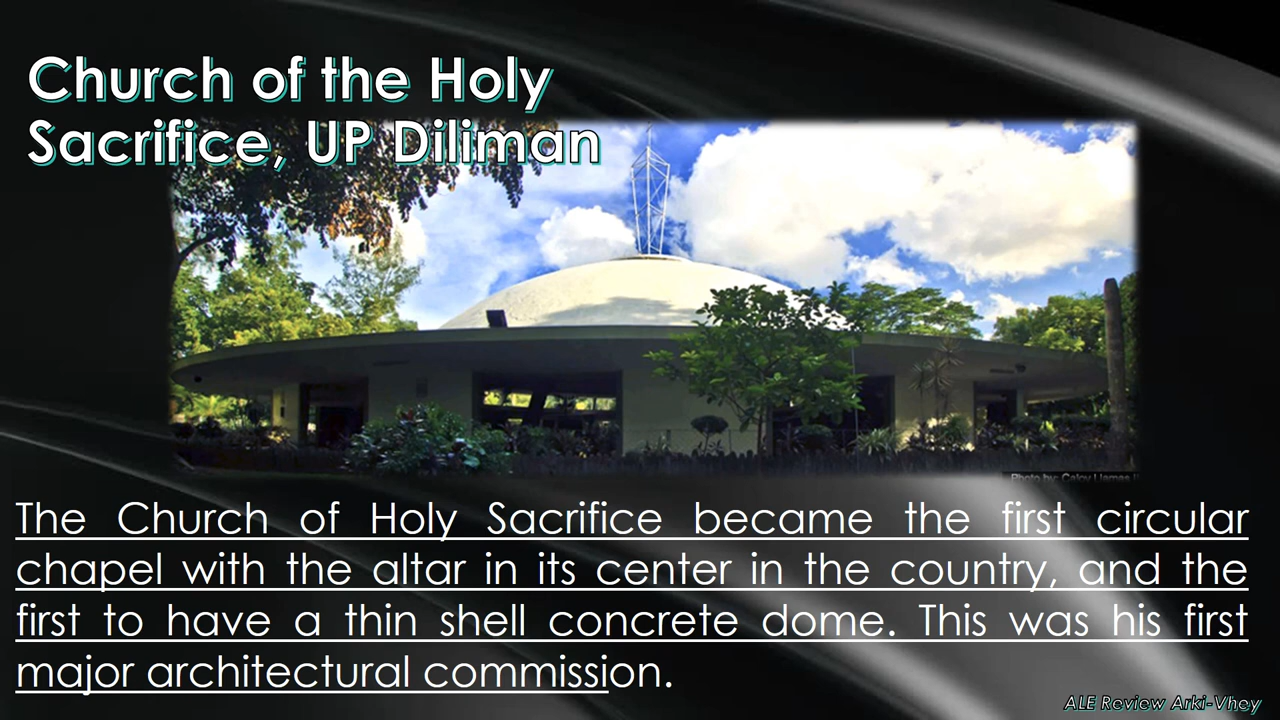 Church of the Holy
Sacrifice, UP Diliman
Photo by: Caloy Llamas
The Church of Holy Sacrifice became the first circular
chapel with the altar in its center in the country, and the
first to have a thin shell concrete dome. This was his first
major architectural commission.
ALE Review Arki-Vhey